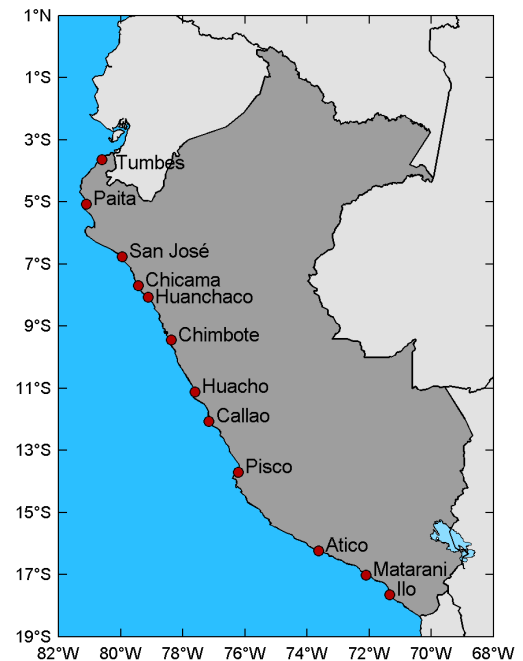 1°N
1°S
3°S
Tumbes
5°S
Paita
San José
7°S
Chicama
Huanchaco
9°S
Chimbote
11°S
Huacho
Callao
13°S
Pisco
15°S
Atico
17°S
Matarani
Ilo
19°S
82°W 80°W 78°W 76°W 74°W 72°W 70°W 68°W